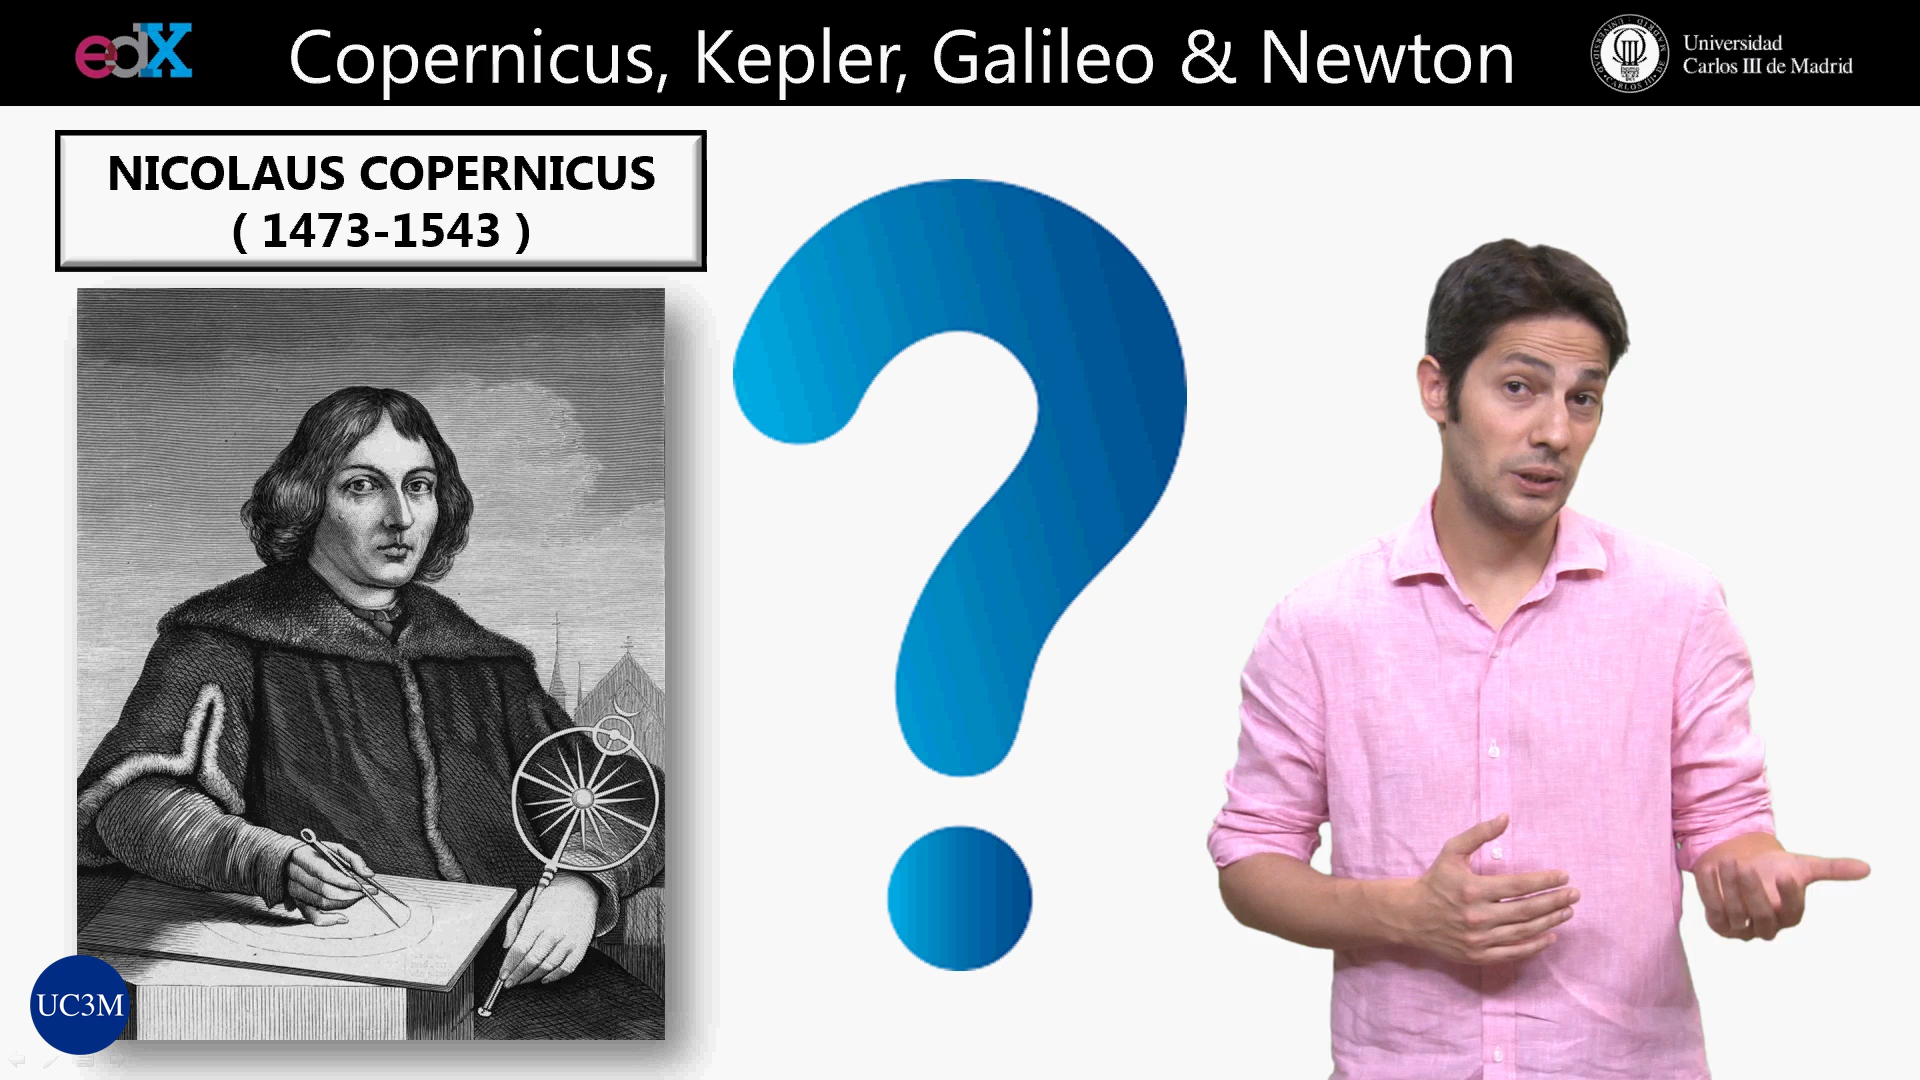 edX
Copernicus, Kepler, Galileo & Newton
Universidad
Carlos III de Madrid
NICOLAUS COPERNICUS
( 1473-1543 )
?
UC3M